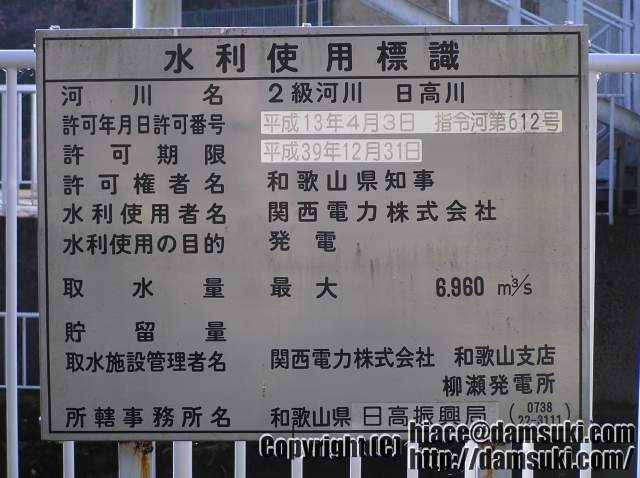 水利使用標識
河川名 2級河川 日高川
許可年月日許可番号 平成13年4月3日 指令河第612号
許可期限 平成39年12月31日
許可権者名 和歌山県知事
水利使用者名 関西電力株式会社
水利使用の目的 発電
取水量 最大 6.960 m³/s
貯留量
取水施設管理者名 関西電力株式会社 和歌山支店
柳瀬発電所
所轄事務所名 和歌山県 日高振興局 (0738
22-3111)
Copyright(C) hiace@damsuki.com
http://damsuki.com/